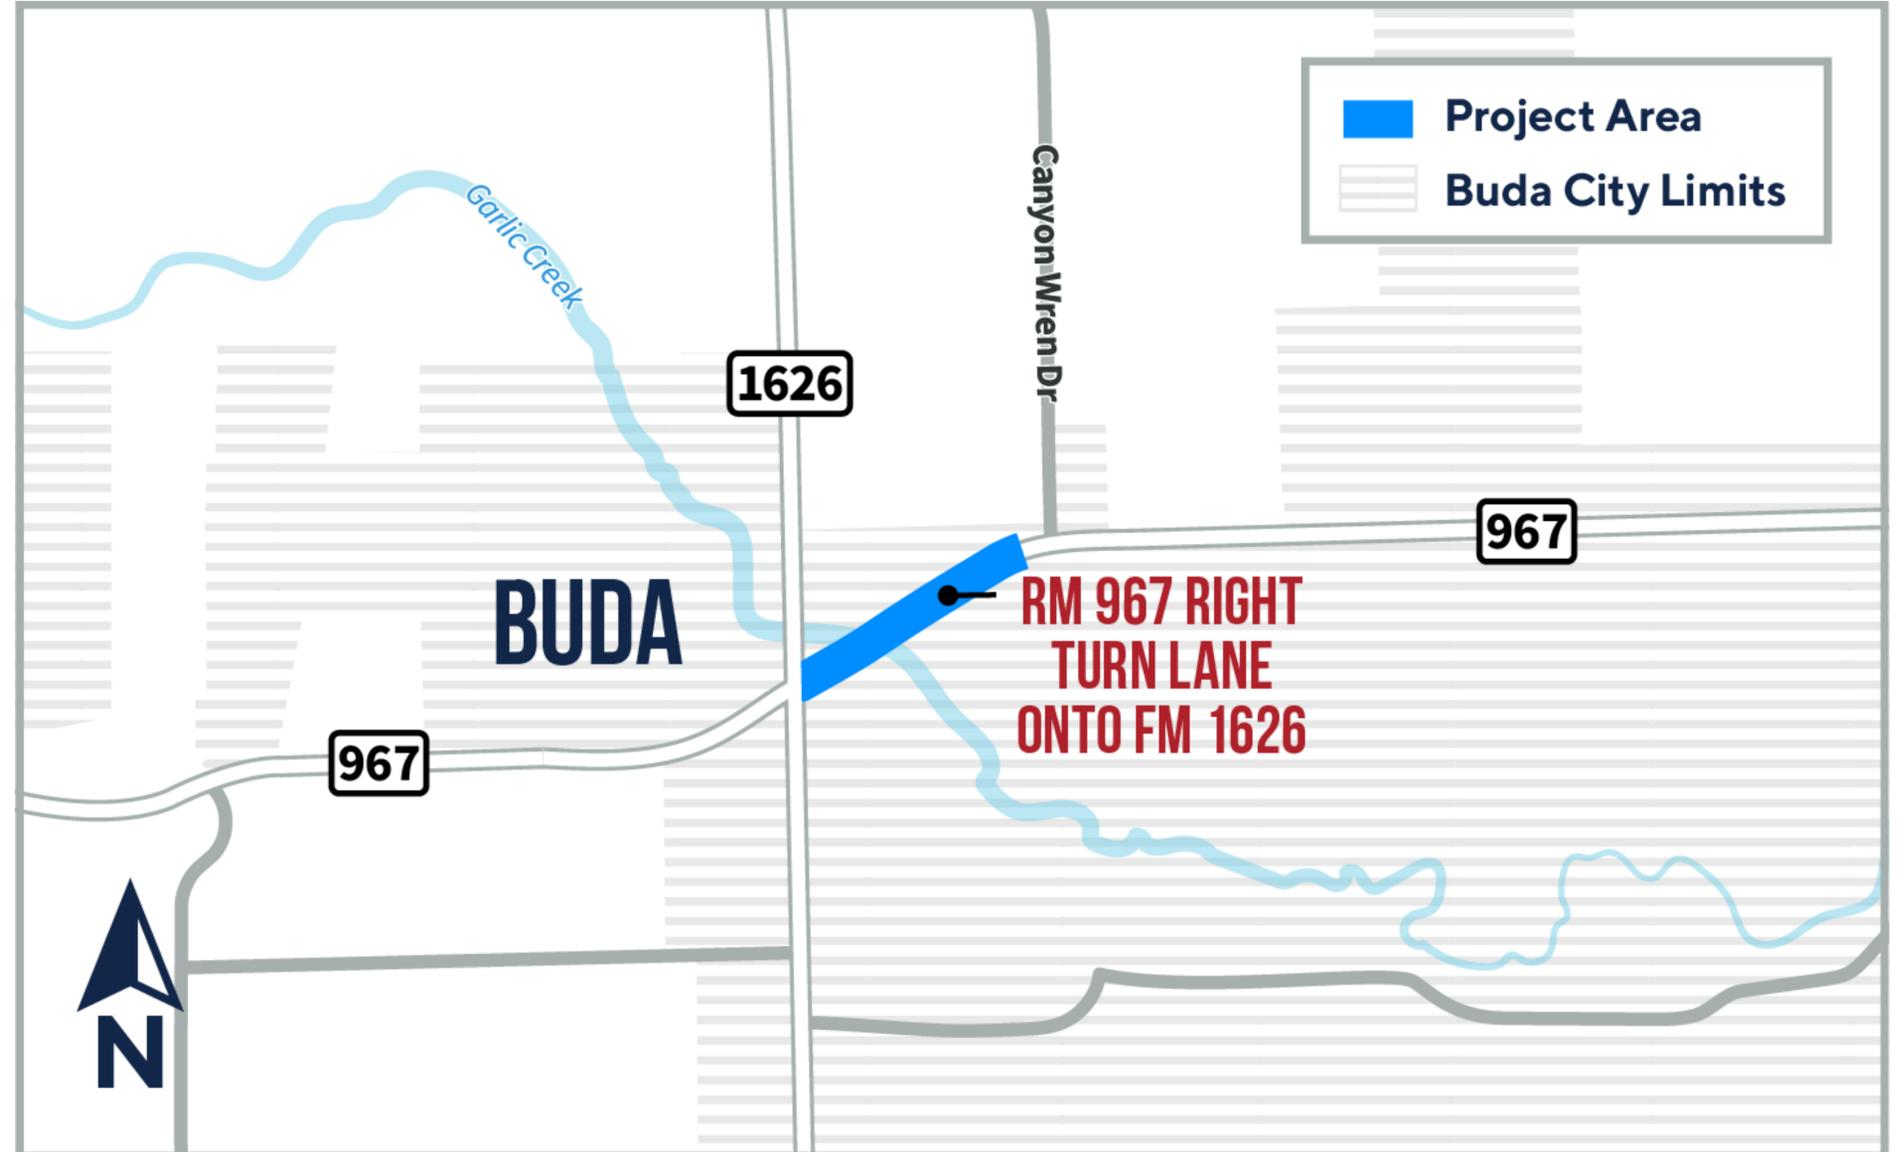 Project Area
Buda City Limits
Garlic Creek
Canyon Wren Dr
1626
967
BUDA
RM 967 RIGHT
TURN LANE
ONTO FM 1626
967
N